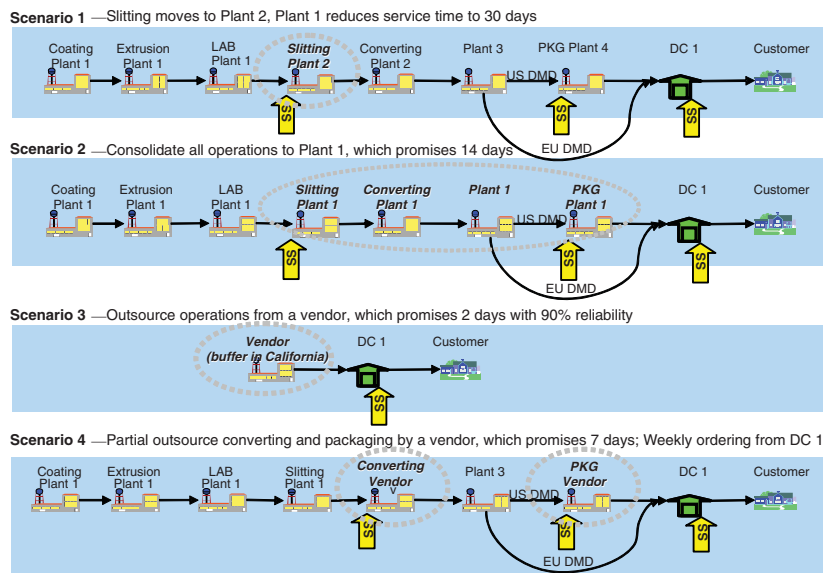 Scenario 1 —Slitting moves to Plant 2, Plant 1 reduces service time to 30 days
Coating Plant 1
Extrusion Plant 1
LAB Plant 1
Slitting Plant 2
Converting Plant 2
Plant 3
US DMD
PKG Plant 4
DC 1
Customer
SS
SS
SS
EU DMD
Scenario 2 —Consolidate all operations to Plant 1, which promises 14 days
Coating Plant 1
Extrusion Plant 1
LAB Plant 1
Slitting Plant 1
Converting Plant 1
Plant 1
US DMD
PKG Plant 1
DC 1
Customer
SS
SS
SS
EU DMD
Scenario 3 —Outsource operations from a vendor, which promises 2 days with 90% reliability
Vendor (buffer in California)
DC 1
Customer
SS
Scenario 4 —Partial outsource converting and packaging by a vendor, which promises 7 days; Weekly ordering from DC 1
Coating Plant 1
Extrusion Plant 1
LAB Plant 1
Slitting Plant 1
Converting Vendor
v
Plant 3
US DMD
PKG Vendor
DC 1
Customer
SS
SS
SS
EU DMD